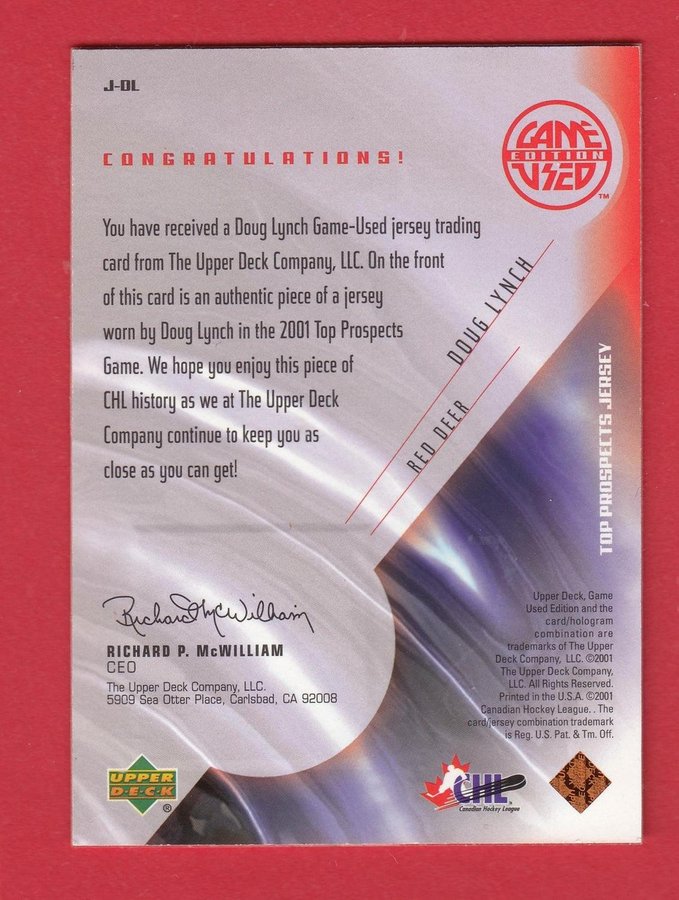 J-DL
CONGRATULATIONS!
GAME
EDITION
USED
TM
You have received a Doug Lynch Game-Used jersey trading
card from The Upper Deck Company, LLC. On the front
of this card is an authentic piece of a jersey
worn by Doug Lynch in the 2001 Top Prospects
Game. We hope you enjoy this piece of
CHL history as we at The Upper Deck
Company continue to keep you as
close as you can get!
DOUG LYNCH
RED DEER
TOP PROSPECTS JERSEY
Richard McWilliam
RICHARD P. McWILLIAM
CEO
The Upper Deck Company, LLC.
5909 Sea Otter Place, Carlsbad, CA 92008
Upper Deck, Game
Used Edition and the
card/hologram
combination are
trademarks of The Upper
Deck Company, LLC. ©2001
The Upper Deck Company,
LLC. All Rights Reserved.
Printed in the U.S.A. ©2001
Canadian Hockey League. . The
card/jersey combination trademark
is Reg. U.S. Pat. & Tm. Off.
UPPER
DECK
®
CHL
Canadian Hockey League